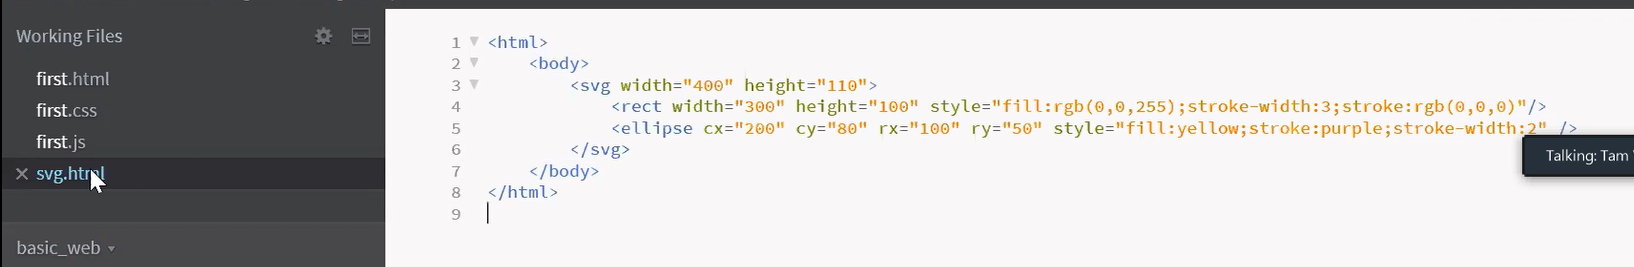 Working Files
first.html
first.css
first.js
svg.html
basic_web
1 <html>
2 <body>
3 <svg width="400" height="110">
4 <rect width="300" height="100" style="fill:rgb(0,0,255);stroke-width:3;stroke:rgb(0,0,0)"/>
5 <ellipse cx="200" cy="80" rx="100" ry="50" style="fill:yellow;stroke:purple;stroke-width:2" />
6 </svg>
7 </body>
8 </html>
9
Talking: Tam